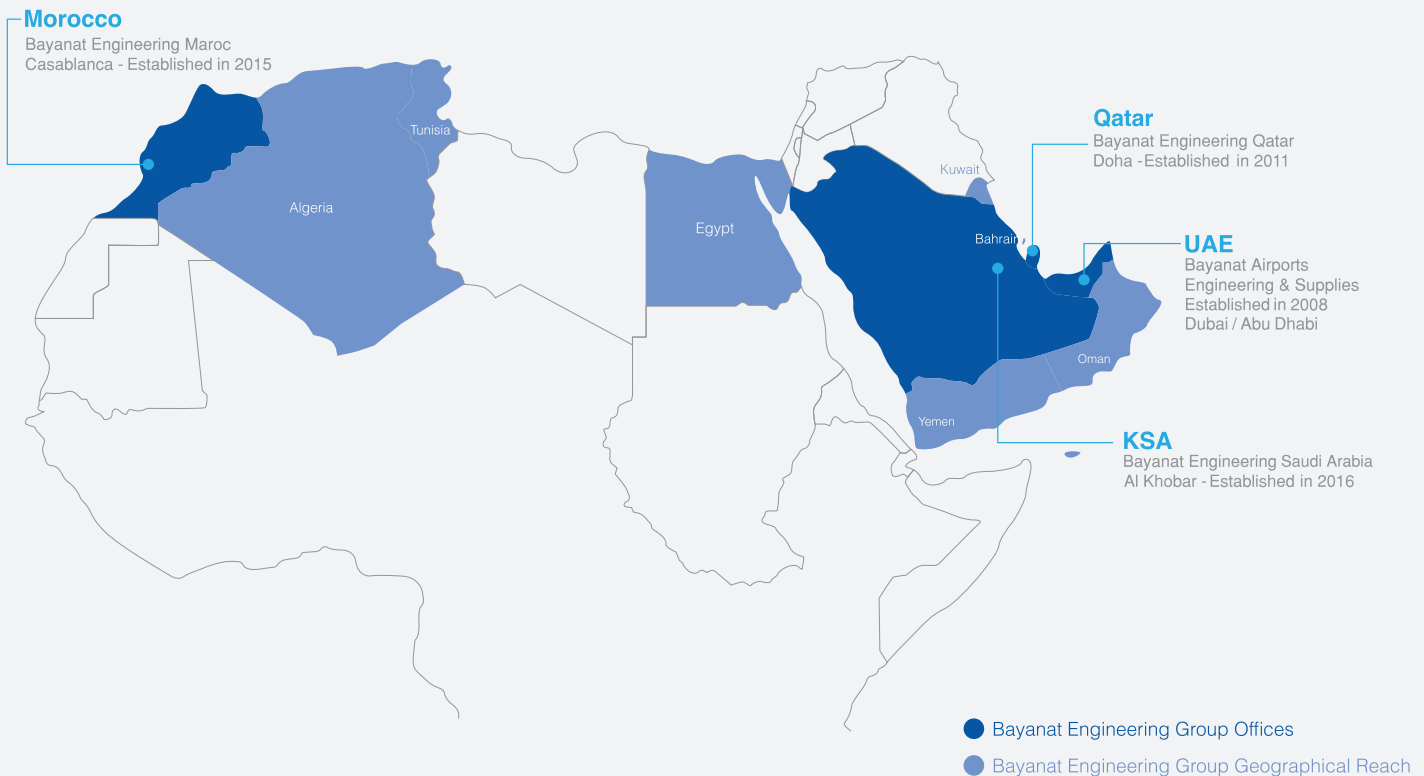 Morocco
Bayanat Engineering Maroc
Casablanca - Established in 2015
Tunisia
Algeria
Egypt
Kuwait
Bahrain
Qatar
Bayanat Engineering Qatar
Doha -Established in 2011
UAE
Bayanat Airports
Engineering & Supplies
Established in 2008
Dubai / Abu Dhabi
Oman
Yemen
KSA
Bayanat Engineering Saudi Arabia
Al Khobar - Established in 2016
Bayanat Engineering Group Offices
Bayanat Engineering Group Geographical Reach